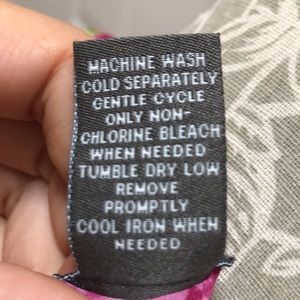 MACHINE WASH
COLD SEPARATELY
GENTLE CYCLE
ONLY NON-
CHLORINE BLEACH
WHEN NEEDED
TUMBLE DRY LOW
REMOVE
PROMPTLY
COOL IRON WHEN
NEEDED